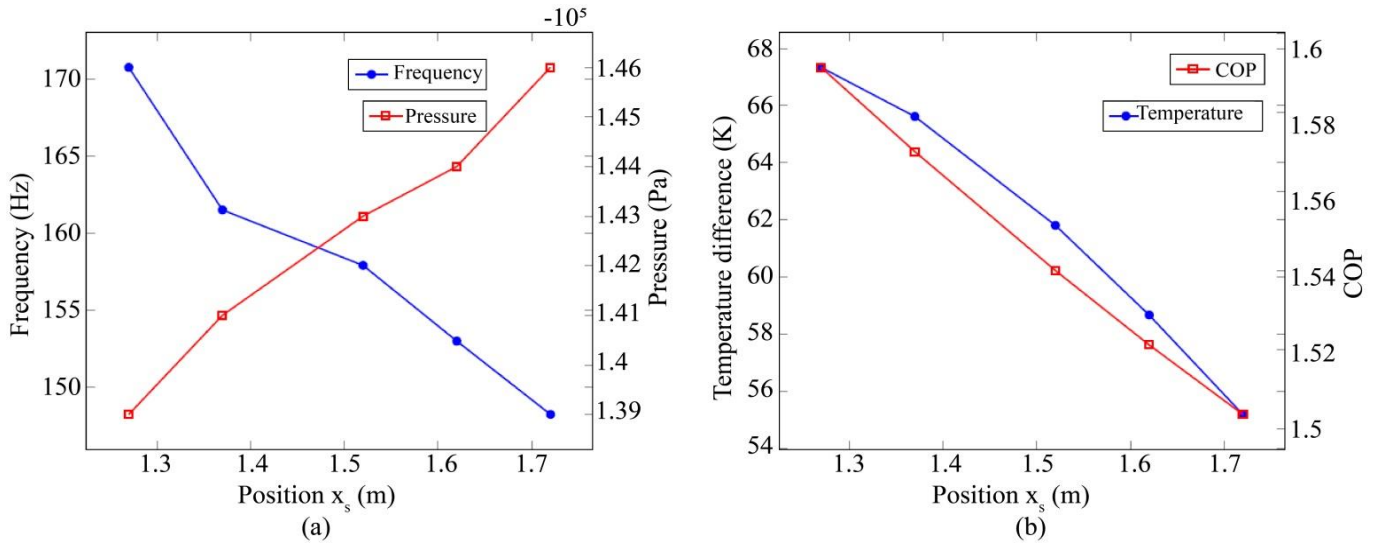 -10⁵
170
165
160
155
150
Frequency (Hz)
Frequency
Pressure
1.46
1.45
1.44
1.43
1.42
1.41
1.4
1.39
Pressure (Pa)
1.3 1.4 1.5 1.6 1.7
Position xₛ (m)
(a)
68
66
64
62
60
58
56
54
Temperature difference (K)
COP
Temperature
1.6
1.58
1.56
1.54
1.52
1.5
COP
1.3 1.4 1.5 1.6 1.7
Position xₛ (m)
(b)